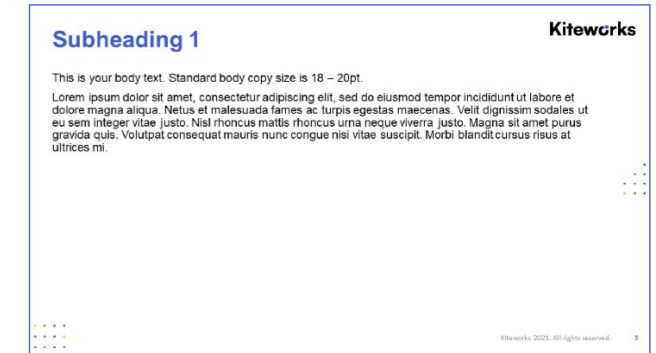 Kiteworks
Subheading 1
This is your body text. Standard body copy size is 18 – 20pt.
Lorem ipsum dolor sit amet, consectetur adipiscing elit, sed do eiusmod tempor incididunt ut labore et
dolore magna aliqua. Netus et malesuada fames ac turpis egestas maecenas. Velit dignissim sodales ut
eu sem integer vitae justo. Nisl rhoncus mattis rhoncus urna neque viverra justo. Magna sit amet purus
gravida quis. Volutpat consequat mauris nunc congue nisi vitae suscipit. Morbi blandit cursus risus at
ultrices mi.
Kiteworks 2021. All rights reserved. 5